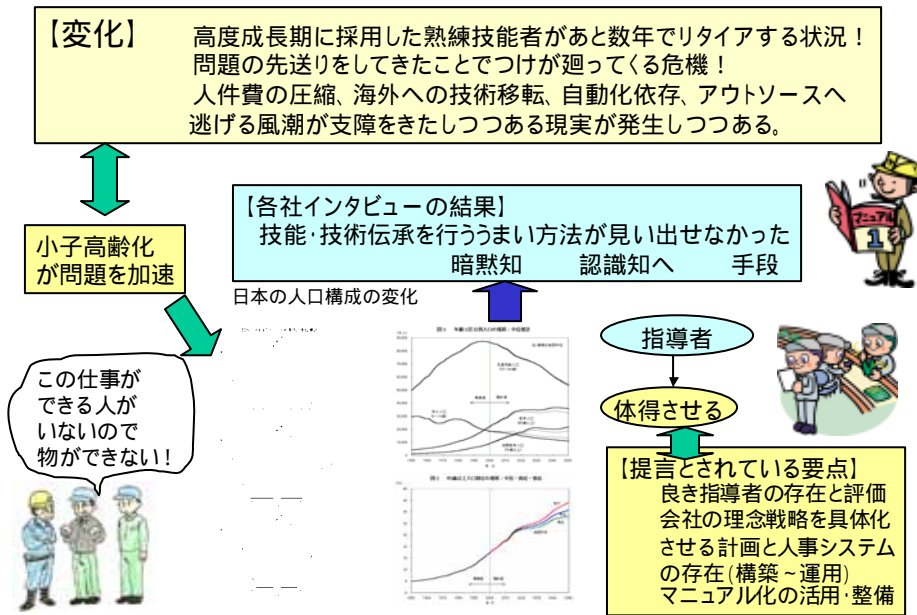 【変化】
高度成長期に採用した熟練技能者があと数年でリタイアする状況！
問題の先送りをしてきたことでつけが廻ってくる危機！
人件費の圧縮、海外への技術移転、自動化依存、アウトソースへ
逃げる風潮が支障をきたしつつある現実が発生しつつある。
小子高齢化
が問題を加速
【各社インタビューの結果】
技能・技術伝承を行ううまい方法が見い出せなかった
暗黙知 認識知へ 手段
マニュアル
1
日本の人口構成の変化
この仕事が
できる人が
いないので
物ができない！
指導者
体得させる
【提言とされている要点】
良き指導者の存在と評価
会社の理念戦略を具体化
させる計画と人事システム
の存在(構築～運用)
マニュアル化の活用・整備